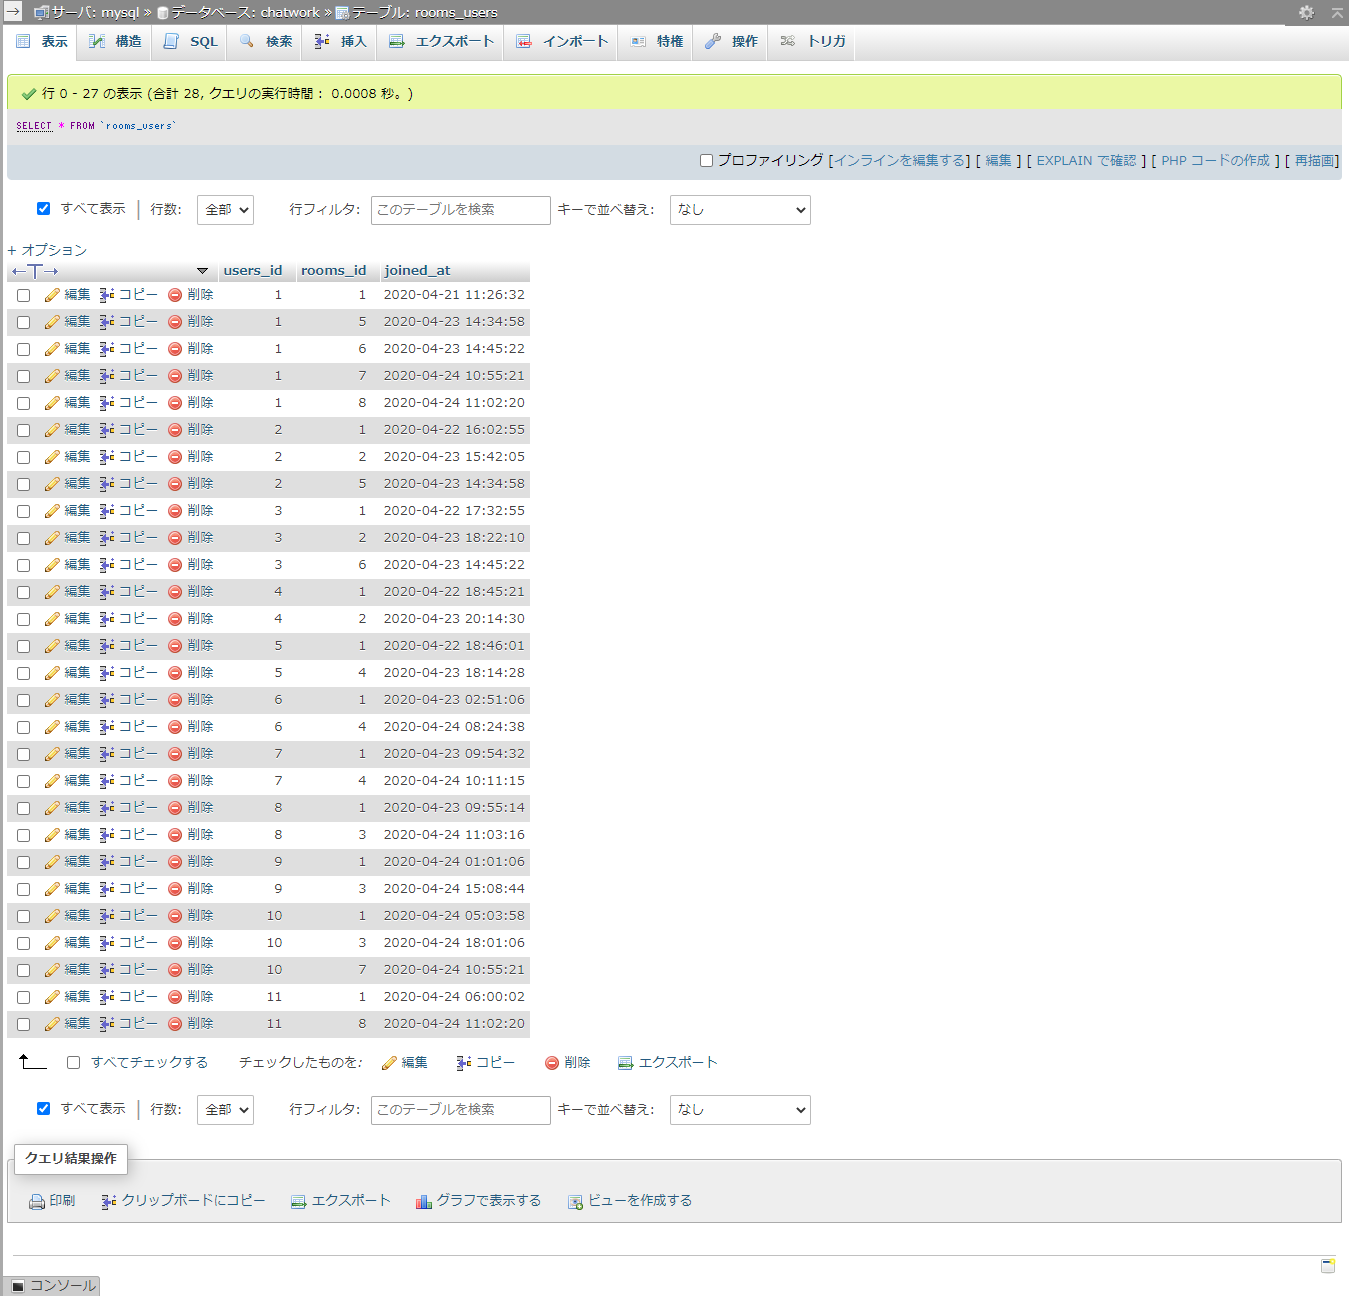 サーバ: mysql » データベース: chatwork » テーブル: rooms_users
表示 構造 SQL 検索 挿入 エクスポート インポート 特権 操作 トリガ
行 0 - 27 の表示 (合計 28, クエリの実行時間： 0.0008 秒。)
SELECT * FROM `rooms_users`
プロファイリング [インラインを編集する] [ 編集 ] [ EXPLAIN で確認 ] [ PHP コードの作成 ] [ 再描画]
すべて表示 行数: 全部 行フィルタ: このテーブルを検索 キーで並べ替え: なし
+ オプション
←T→ users_id rooms_id joined_at
編集 コピー 削除 1 1 2020-04-21 11:26:32
編集 コピー 削除 1 5 2020-04-23 14:34:58
編集 コピー 削除 1 6 2020-04-23 14:45:22
編集 コピー 削除 1 7 2020-04-24 10:55:21
編集 コピー 削除 1 8 2020-04-24 11:02:20
編集 コピー 削除 2 1 2020-04-22 16:02:55
編集 コピー 削除 2 2 2020-04-23 15:42:05
編集 コピー 削除 2 5 2020-04-23 14:34:58
編集 コピー 削除 3 1 2020-04-22 17:32:55
編集 コピー 削除 3 2 2020-04-23 18:22:10
編集 コピー 削除 3 6 2020-04-23 14:45:22
編集 コピー 削除 4 1 2020-04-22 18:45:21
編集 コピー 削除 4 2 2020-04-23 20:14:30
編集 コピー 削除 5 1 2020-04-22 18:46:01
編集 コピー 削除 5 4 2020-04-23 18:14:28
編集 コピー 削除 6 1 2020-04-23 02:51:06
編集 コピー 削除 6 4 2020-04-24 08:24:38
編集 コピー 削除 7 1 2020-04-23 09:54:32
編集 コピー 削除 7 4 2020-04-24 10:11:15
編集 コピー 削除 8 1 2020-04-23 09:55:14
編集 コピー 削除 8 3 2020-04-24 11:03:16
編集 コピー 削除 9 1 2020-04-24 01:01:06
編集 コピー 削除 9 3 2020-04-24 15:08:44
編集 コピー 削除 10 1 2020-04-24 05:03:58
編集 コピー 削除 10 3 2020-04-24 18:01:06
編集 コピー 削除 10 7 2020-04-24 10:55:21
編集 コピー 削除 11 1 2020-04-24 06:00:02
編集 コピー 削除 11 8 2020-04-24 11:02:20
すべてチェックする チェックしたものを: 編集 コピー 削除 エクスポート
すべて表示 行数: 全部 行フィルタ: このテーブルを検索 キーで並べ替え: なし
クエリ結果操作
印刷 クリップボードにコピー エクスポート グラフで表示する ビューを作成する
コンソール